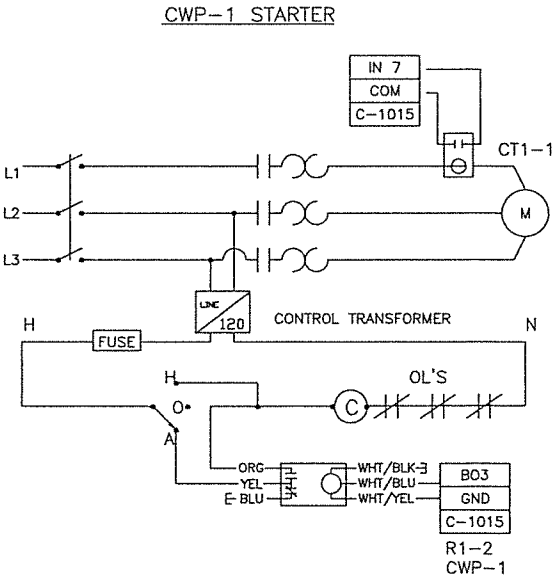 CWP-1 STARTER
IN 7
COM
C-1015
CT1-1
L1
L2
M
L3
LINE
120
CONTROL TRANSFORMER
H
N
FUSE
H
OL'S
O
C
A
ORG
WHT/BLK
BO3
YEL
WHT/BLU
GND
BLU
WHT/YEL
C-1015
R1-2
CWP-1